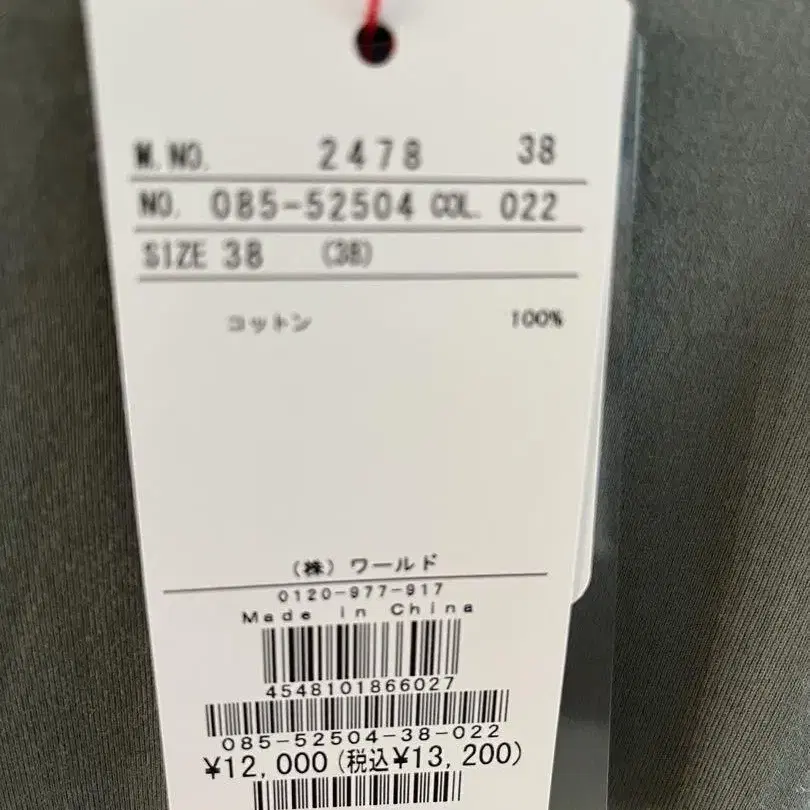 M.NO. 2478 38
NO. 085-52504 COL. 022
SIZE 38 (38)
コットン 100%
(株) ワールド
0120-977-917
Made in China
4548101866027
085-52504-38-022
¥12,000(税込¥13,200)